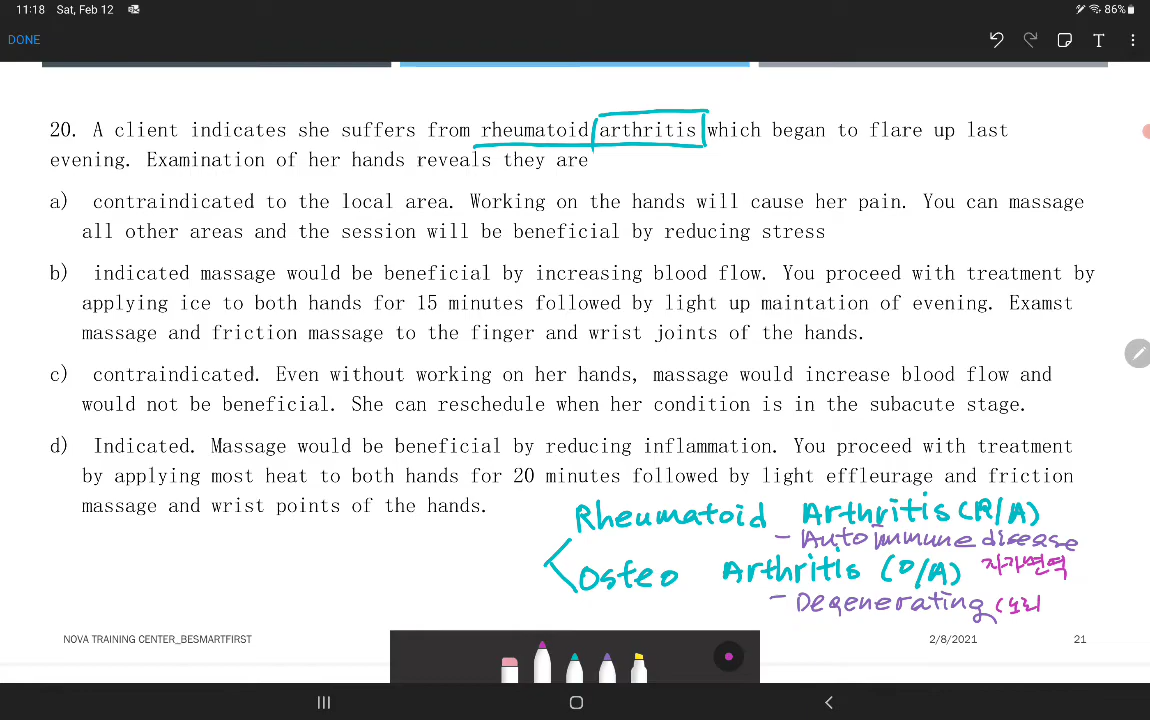 11:18 Sat, Feb 12 86%
DONE T
20. A client indicates she suffers from rheumatoid arthritis which began to flare up last
evening. Examination of her hands reveals they are
a) contraindicated to the local area. Working on the hands will cause her pain. You can massage
all other areas and the session will be beneficial by reducing stress
b) indicated massage would be beneficial by increasing blood flow. You proceed with treatment by
applying ice to both hands for 15 minutes followed by light up maintation of evening. Examst
massage and friction massage to the finger and wrist joints of the hands.
c) contraindicated. Even without working on her hands, massage would increase blood flow and
would not be beneficial. She can reschedule when her condition is in the subacute stage.
d) Indicated. Massage would be beneficial by reducing inflammation. You proceed with treatment
by applying most heat to both hands for 20 minutes followed by light effleurage and friction
massage and wrist points of the hands.
Rheumatoid Arthritis (R/A)
- Autoimmune disease
Osteo Arthritis (O/A) 자가면역
- Degenerating (
NOVA TRAINING CENTER_BESMARTFIRST 2/8/2021 21